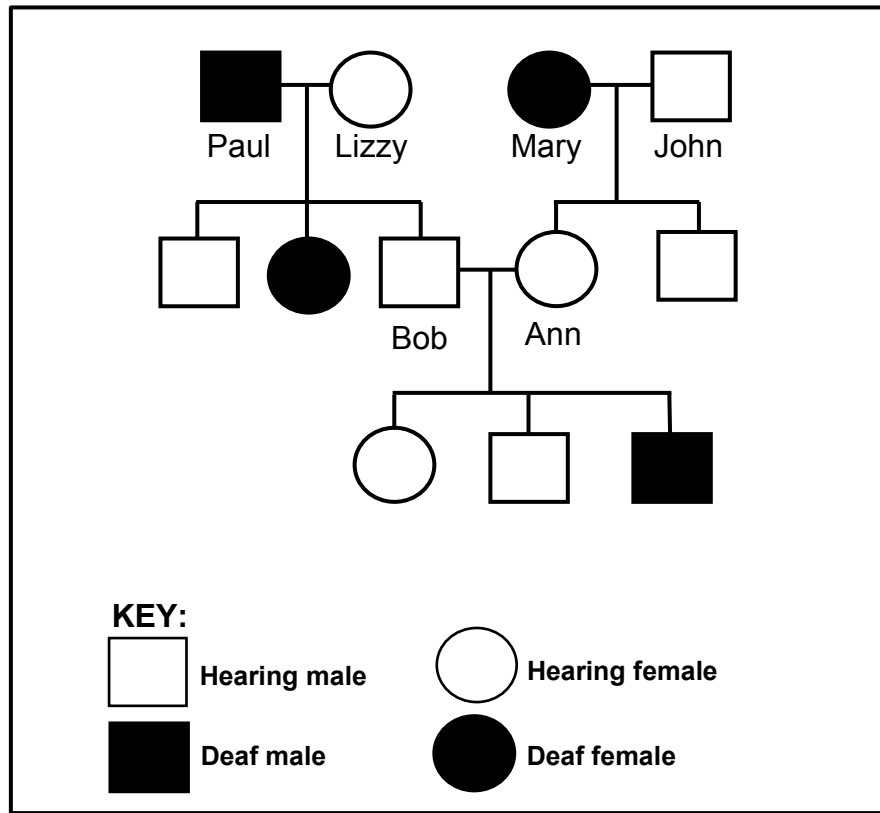 Paul Lizzy Mary John
Bob Ann
KEY:
Hearing male Hearing female
Deaf male Deaf female